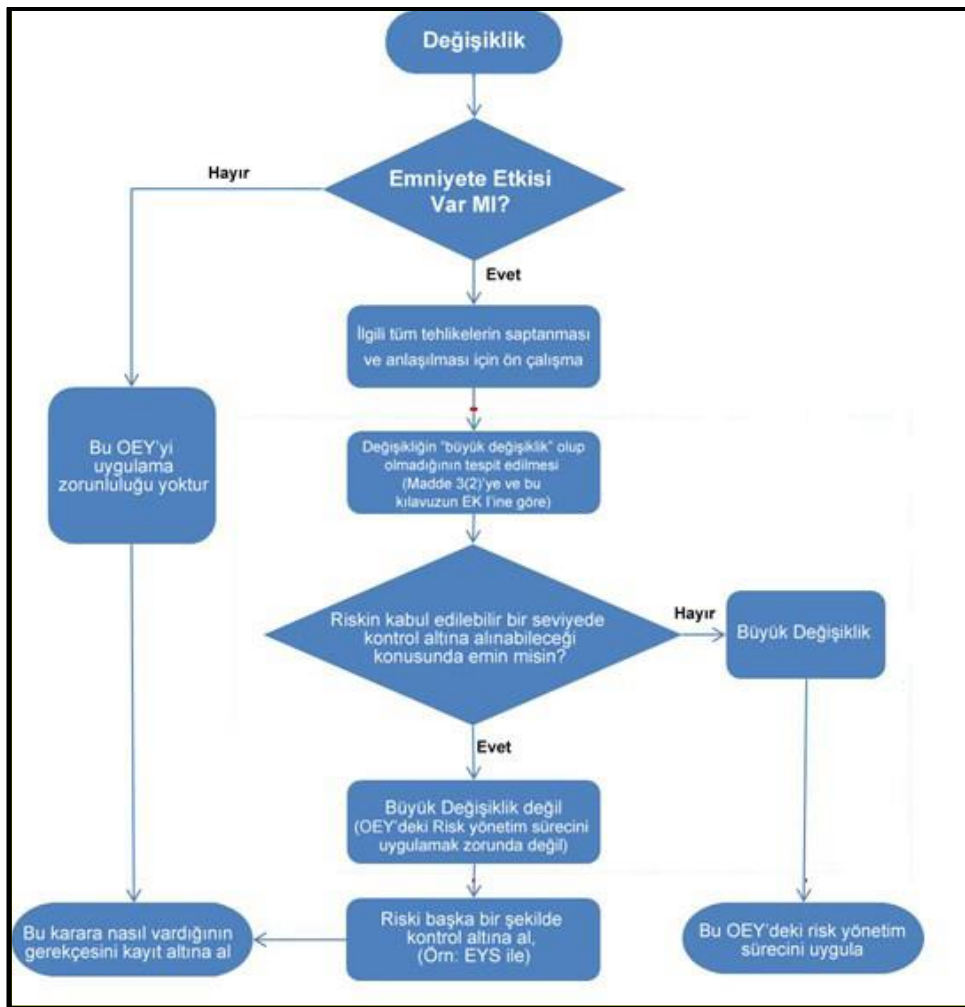 Değişiklik
Emniyete Etkisi
Var MI?
Hayır
Evet
İlgili tüm tehlikelerin saptanması
ve anlaşılması için ön çalışma
Bu OEY'yi
uygulama
zorunluluğu yoktur
Değişikliğin "büyük değişiklik" olup
olmadığının tespit edilmesi
(Madde 3(2)'ye ve bu
kılavuzun EK I'ine göre)
Riskin kabul edilebilir bir seviyede
kontrol altına alınabileceği
konusunda emin misin?
Hayır
Büyük Değişiklik
Evet
Büyük Değişiklik değil
(OEY'deki Risk yönetim sürecini
uygulamak zorunda değil)
Bu karara nasıl vardığının
gerekçesini kayıt altına al
Riski başka bir şekilde
kontrol altına al,
(Örn: EYS ile)
Bu OEY'deki risk yönetim
sürecini uygula